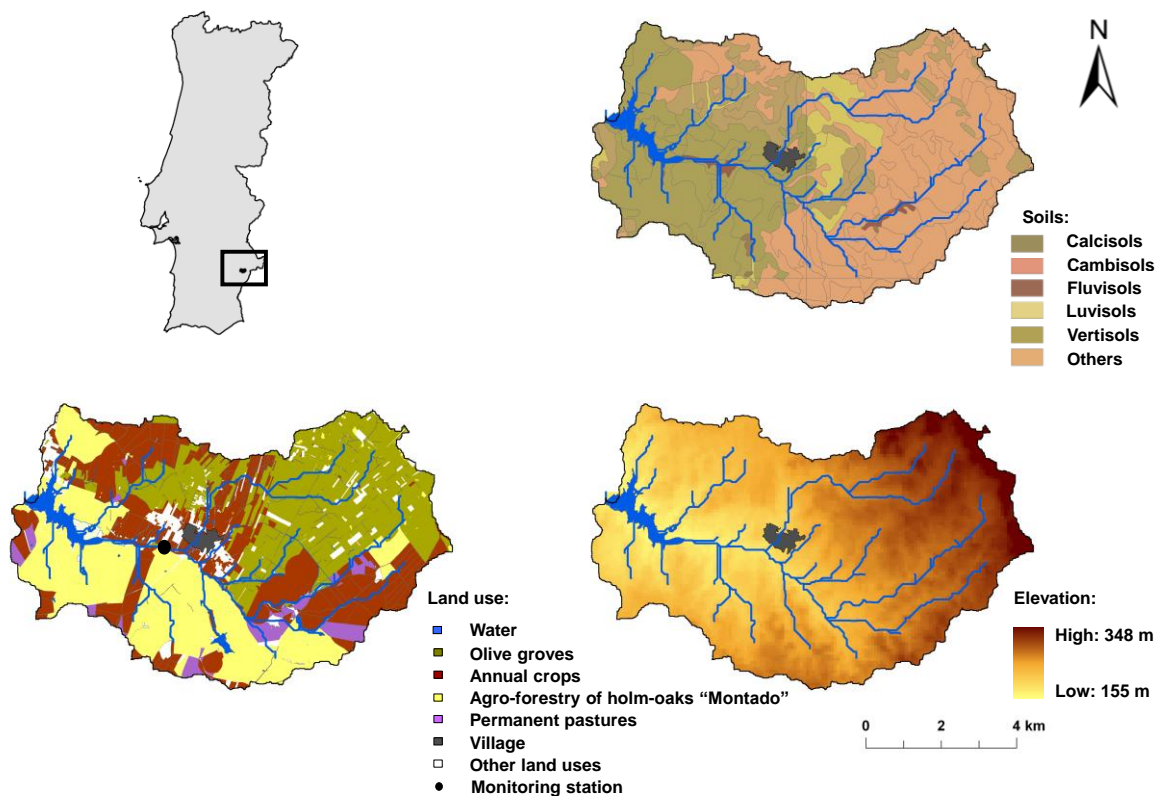 N
Soils:
Calcisols
Cambisols
Fluvisols
Luvisols
Vertisols
Others
Land use:
Water
Olive groves
Annual crops
Agro-forestry of holm-oaks “Montado”
Permanent pastures
Village
Other land uses
Monitoring station
Elevation:
High: 348 m
Low: 155 m
0 2 4 km